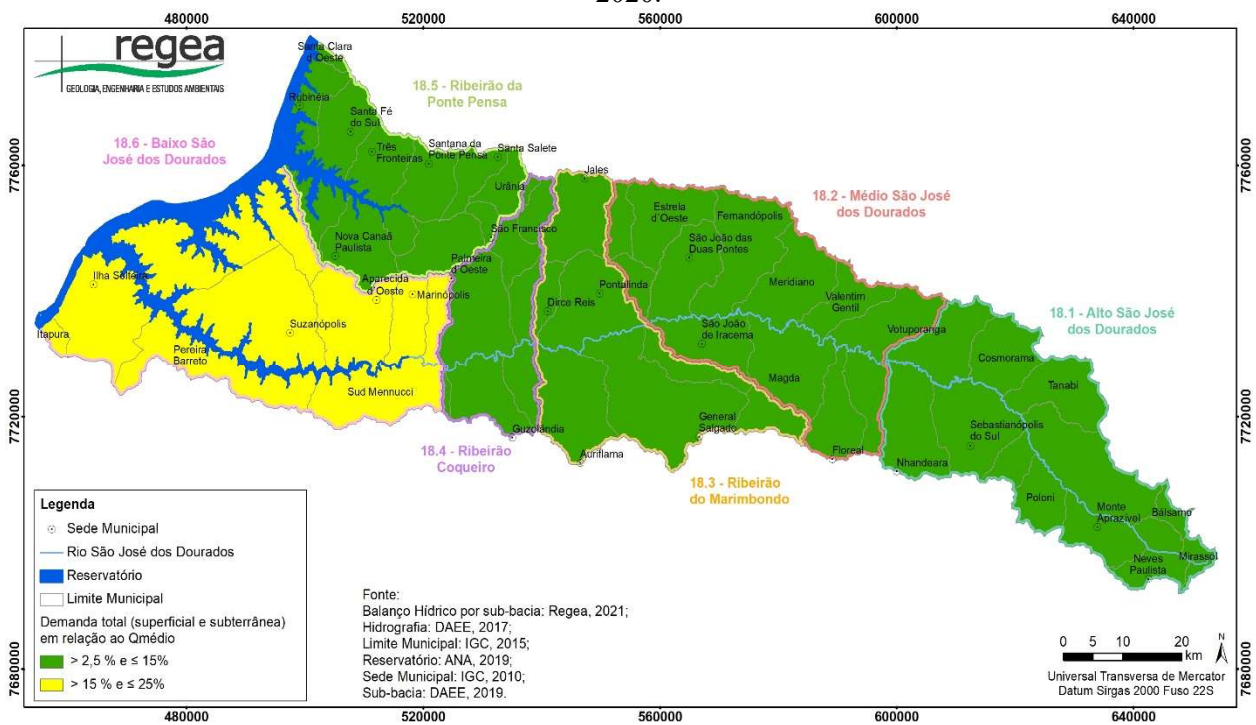 2020.
480000
520000
560000
600000
640000
regea
GEOLOGIA, ENGENHARIA E ESTUDOS AMBIENTAIS
7760000
7720000
7680000
7760000
7720000
7680000
18.5 - Ribeirão da
Ponte Pensa
18.6 - Baixo São
José dos Dourados
18.2 - Médio São José
dos Dourados
18.1 - Alto São José
dos Dourados
18.4 - Ribeirão
Coqueiro
18.3 - Ribeirão
do Marimbondo
Santa Clara
d´Oeste
Rubinéia
Santa Fé
do Sul
Três
Fronteiras
Santana da
Ponte Pensa
Santa Salete
Urânia
Jales
Nova Canaã
Paulista
São Francisco
Palmeira
d´Oeste
Aparecida
d´Oeste
Marinópolis
Ilha Solteira
Itapura
Suzanópolis
Pereira
Barreto
Sud Mennucci
Guzolândia
Auriflama
Dirce Reis
Pontalinda
General
Salgado
Estrela
d´Oeste
Fernandópolis
São João das
Duas Pontes
Meridiano
Valentim
Gentil
São João
de Iracema
Magda
Floreal
Votuporanga
Cosmorama
Tanabi
Sebastianópolis
do Sul
Nhandeara
Poloni
Monte
Aprazível
Bálsamo
Neves
Paulista
Mirassol
Legenda
Sede Municipal
Rio São José dos Dourados
Reservatório
Limite Municipal
Demanda total (superficial e subterrânea)
em relação ao Qmédio
> 2,5 % e ≤ 15%
> 15 % e ≤ 25%
Fonte:
Balanço Hídrico por sub-bacia: Regea, 2021;
Hidrografia: DAEE, 2017;
Limite Municipal: IGC, 2015;
Reservatório: ANA, 2019;
Sede Municipal: IGC, 2010;
Sub-bacia: DAEE, 2019.
0 5 10 20
km
N
Universal Transversa de Mercator
Datum Sirgas 2000 Fuso 22S
480000
520000
560000
600000
640000